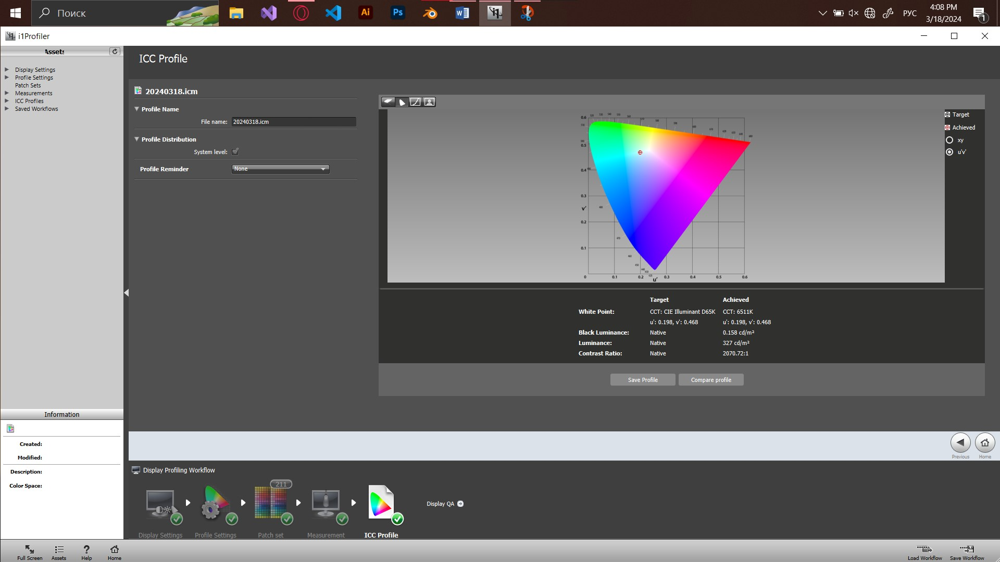 Поиск
Ai
Ps
РУС
4:08 PM
3/18/2024
1
i1Profiler
Assets
Display Settings
Profile Settings
Patch Sets
Measurements
ICC Profiles
Saved Workflows
ICC Profile
20240318.icm
Profile Name
File name: 20240318.icm
Profile Distribution
System level:
Profile Reminder None
Target
Achieved
xy
u'v'
0.6
0.5
0.4
0.3
v'
0.2
0.1
0 0.1 0.2 0.3 0.4 0.5 0.6
u'
Target Achieved
White Point: CCT: CIE Illuminant D65K CCT: 6511K
u': 0.198, v': 0.468 u': 0.198, v': 0.468
Black Luminance: Native 0.158 cd/m²
Luminance: Native 327 cd/m²
Contrast Ratio: Native 2070.72:1
Save Profile Compare profile
Information
Created:
Modified:
Description:
Color Space:
Previous Home
Display Profiling Workflow
211
Display QA
Display Settings Profile Settings Patch set Measurement ICC Profile
Full Screen Assets Help Home
Load Workflow Save Workflow